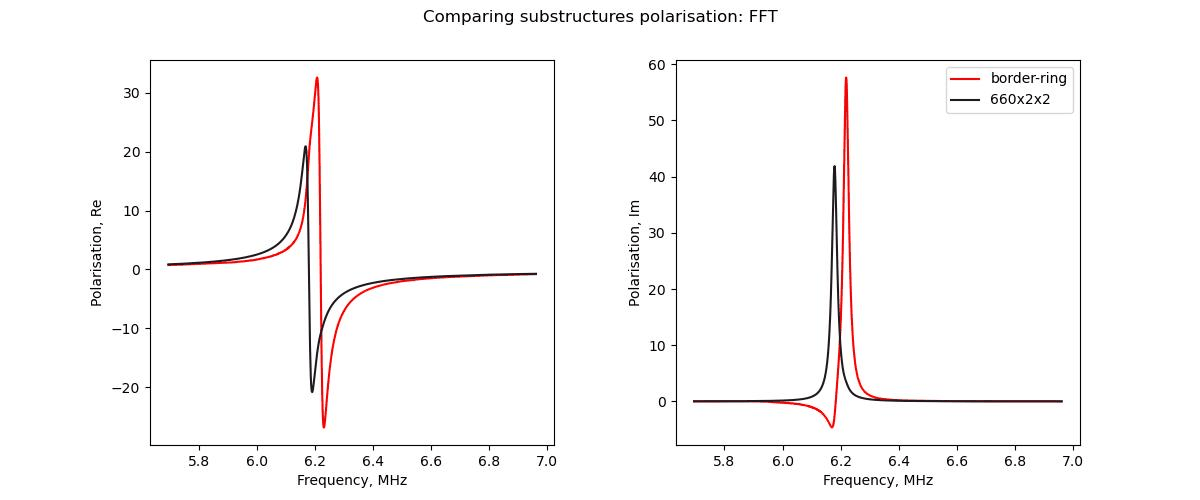 Comparing substructures polarisation: FFT
Polarisation, Re
30
20
10
0
−10
−20
5.8 6.0 6.2 6.4 6.6 6.8 7.0
Frequency, MHz
Polarisation, Im
60
50
40
30
20
10
0
5.8 6.0 6.2 6.4 6.6 6.8 7.0
Frequency, MHz
border-ring
660x2x2